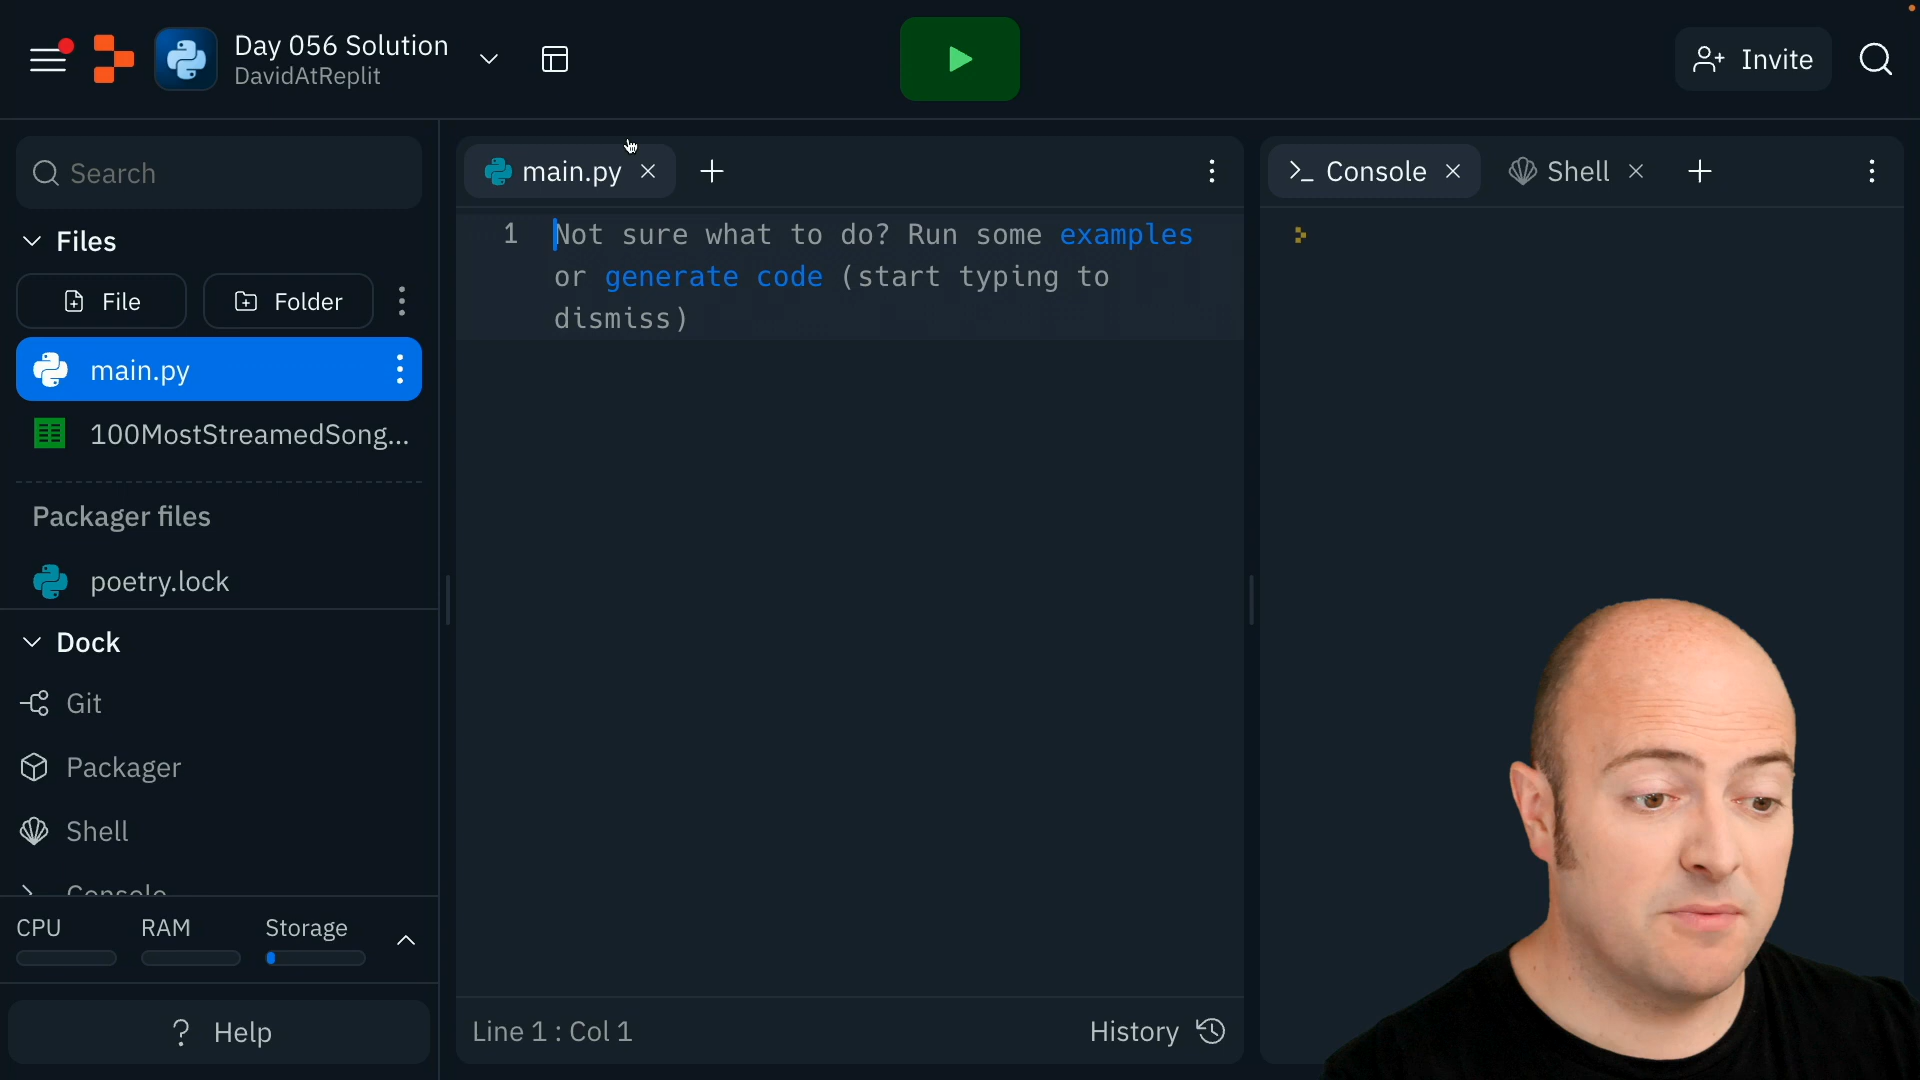 Day 056 Solution
DavidAtReplit
Invite
Search
Files
File
Folder
main.py
100MostStreamedSong...
Packager files
poetry.lock
Dock
Git
Packager
Shell
Console
CPU
RAM
Storage
? Help
main.py
1
Not sure what to do? Run some examples
or generate code (start typing to
dismiss)
Line 1 : Col 1
History
Console
Shell